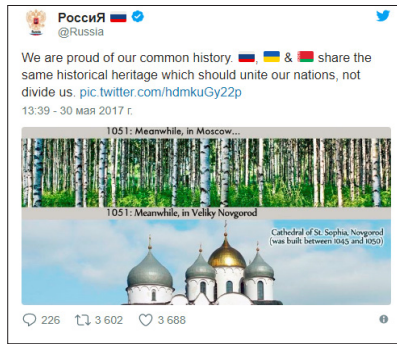 РоссиЯ
@Russia
We are proud of our common history. 🇷🇺, 🇺🇦 & 🇧🇾 share the
same historical heritage which should unite our nations, not
divide us. pic.twitter.com/hdmkuGy22p
13:39 - 30 мая 2017 г.
1051: Meanwhile, in Moscow...
1051: Meanwhile, in Veliky Novgorod
Cathedral of St. Sophia, Novgorod
(was built between 1045 and 1050)
226 3 602 3 688